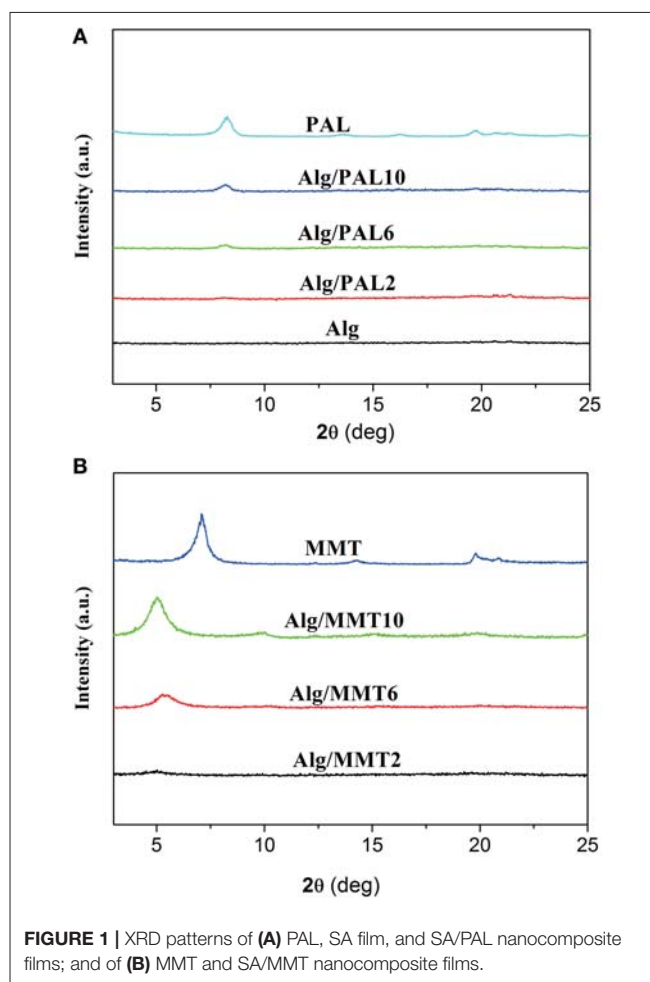 A
PAL
Alg/PAL10
Alg/PAL6
Alg/PAL2
Alg
Intensity (a.u.)
5 10 15 20 25
2θ (deg)
B
MMT
Alg/MMT10
Alg/MMT6
Alg/MMT2
Intensity (a.u.)
5 10 15 20 25
2θ (deg)
FIGURE 1 | XRD patterns of (A) PAL, SA film, and SA/PAL nanocomposite
films; and of (B) MMT and SA/MMT nanocomposite films.